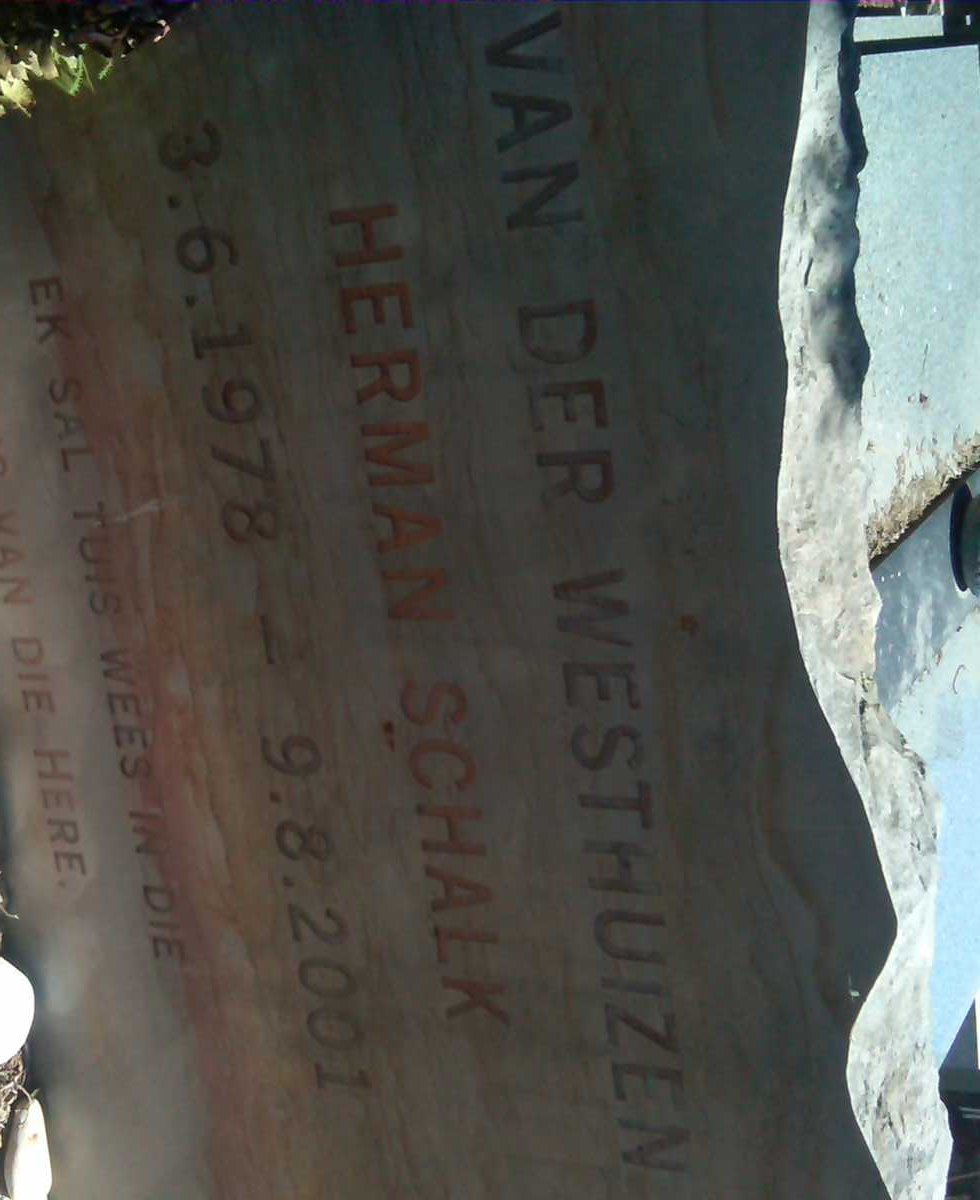 VAN DER WESTHUIZEN
HERMAN SCHALK
3.6.1978 – 9.8.2001
EK SAL TUIS WEES IN DIE
VAN DIE HERE.